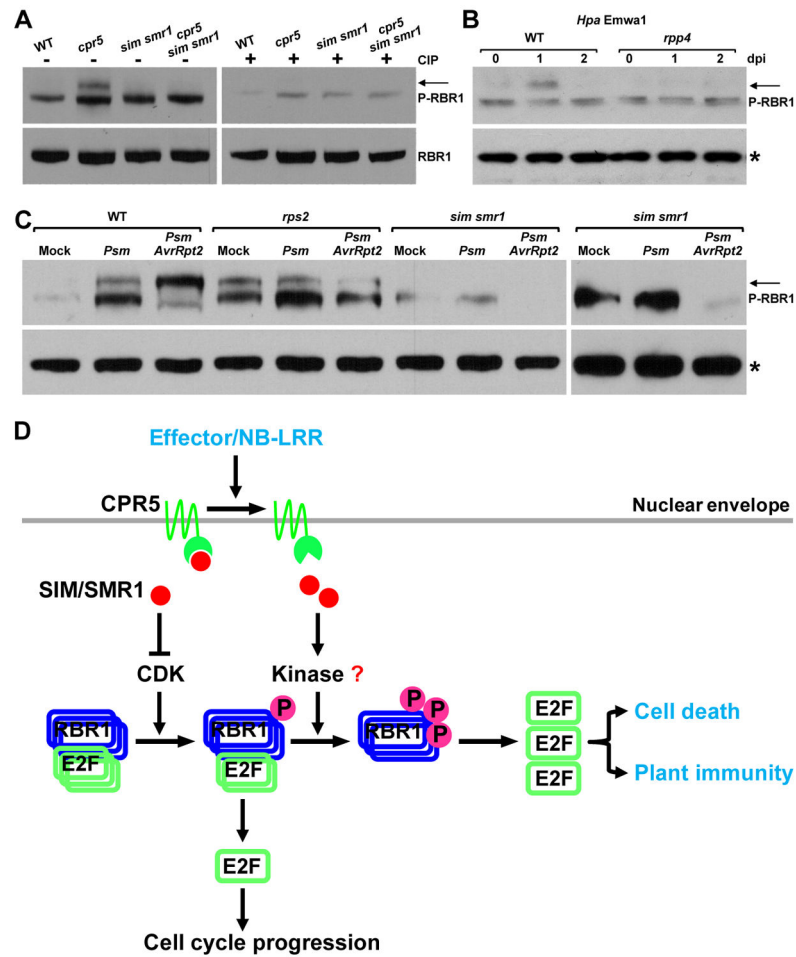 A
WT cpr5 sim smr1 cpr5 sim smr1 WT cpr5 sim smr1 cpr5 sim smr1
- - - - + + + + CIP
P-RBR1
RBR1
B
Hpa Emwa1
WT rpp4
0 1 2 0 1 2 dpi
P-RBR1
*
C
WT rps2 sim smr1 sim smr1
Mock Psm Psm AvrRpt2 Mock Psm Psm AvrRpt2 Mock Psm Psm AvrRpt2 Mock Psm Psm AvrRpt2
P-RBR1
*
D
Effector/NB-LRR
CPR5
Nuclear envelope
SIM/SMR1
CDK
Kinase ?
P
P
P
P
RBR1
RBR1
RBR1
E2F
E2F
E2F
E2F
E2F
Cell death
Plant immunity
E2F
Cell cycle progression